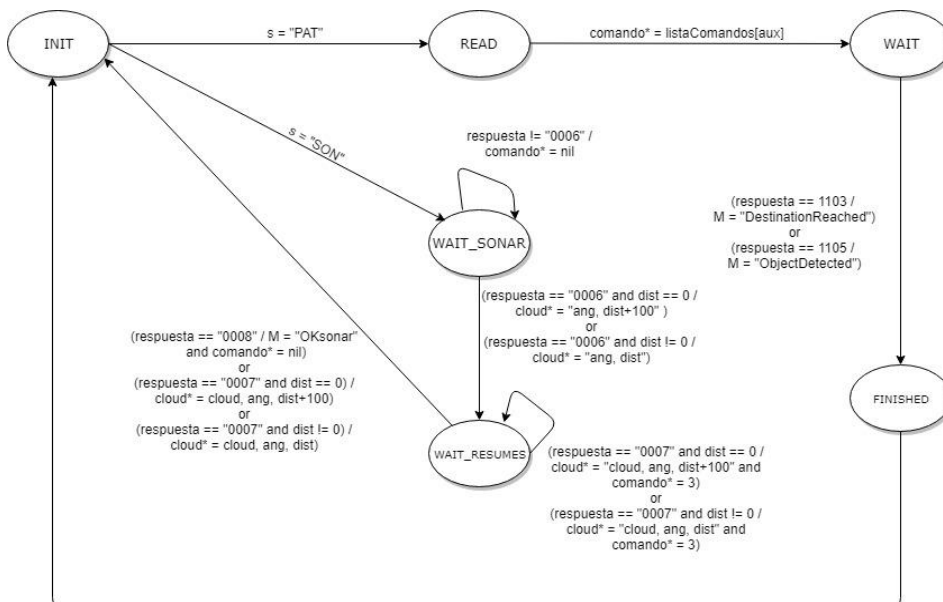 INIT
s = "PAT"
READ
comando* = listaComandos[aux]
WAIT
s = "SON"
respuesta != "0006" /
comando* = nil
WAIT_SONAR
(respuesta == 1103 /
M = "DestinationReached")
or
(respuesta == 1105 /
M = "ObjectDetected")
(respuesta == "0006" and dist == 0 /
cloud* = "ang, dist+100" )
or
(respuesta == "0006" and dist != 0 /
cloud* = "ang, dist")
(respuesta == "0008" / M = "OKsonar"
and comando* = nil)
or
(respuesta == "0007" and dist == 0) /
cloud* = cloud, ang, dist+100)
or
(respuesta == "0007" and dist != 0) /
cloud* = cloud, ang, dist)
FINISHED
WAIT_RESUMES
(respuesta == "0007" and dist == 0 /
cloud* = "cloud, ang, dist+100" and
comando* = 3)
or
(respuesta == "0007" and dist != 0 /
cloud* = "cloud, ang, dist" and
comando* = 3)